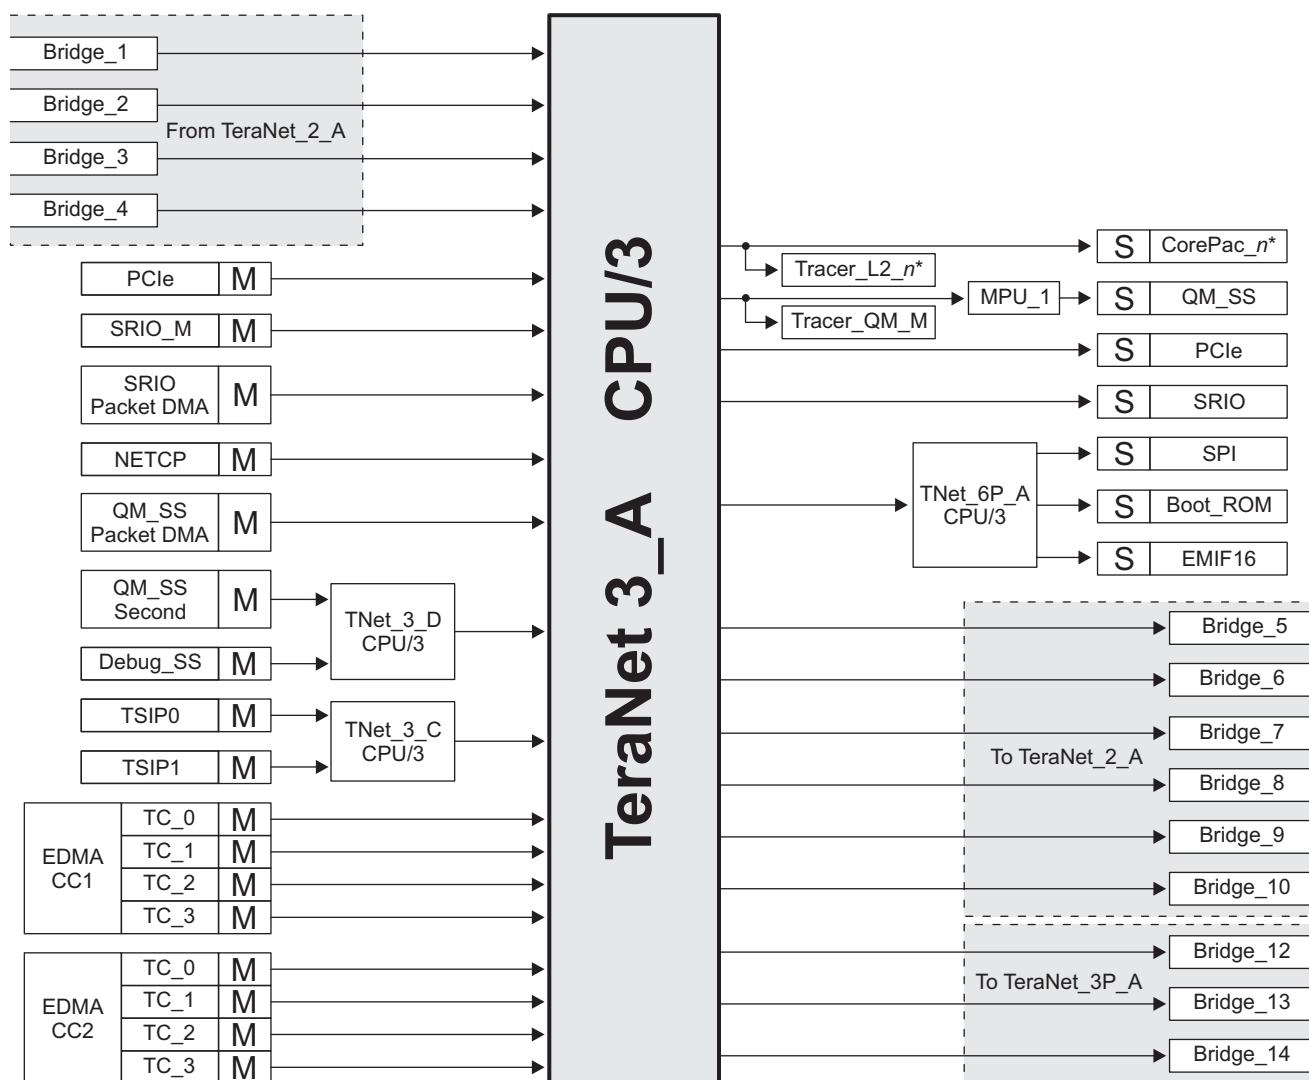 Bridge_1
Bridge_2
From TeraNet_2_A
Bridge_3
Bridge_4
PCIe M
SRIO_M M
SRIO
Packet DMA M
NETCP M
QM_SS
Packet DMA M
QM_SS
Second M
Debug_SS M
TNet_3_D
CPU/3
TSIP0 M
TSIP1 M
TNet_3_C
CPU/3
EDMA
CC1
TC_0 M
TC_1 M
TC_2 M
TC_3 M
EDMA
CC2
TC_0 M
TC_1 M
TC_2 M
TC_3 M
TeraNet 3_A CPU/3
S CorePac_n*
Tracer_L2_n*
MPU_1
S QM_SS
Tracer_QM_M
S PCIe
S SRIO
TNet_6P_A
CPU/3
S SPI
S Boot_ROM
S EMIF16
Bridge_5
Bridge_6
Bridge_7
To TeraNet_2_A
Bridge_8
Bridge_9
Bridge_10
Bridge_12
To TeraNet_3P_A
Bridge_13
Bridge_14